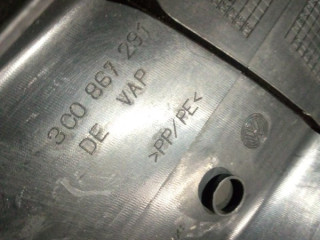 3C0 867 291
DE VAP
>PP/PE<